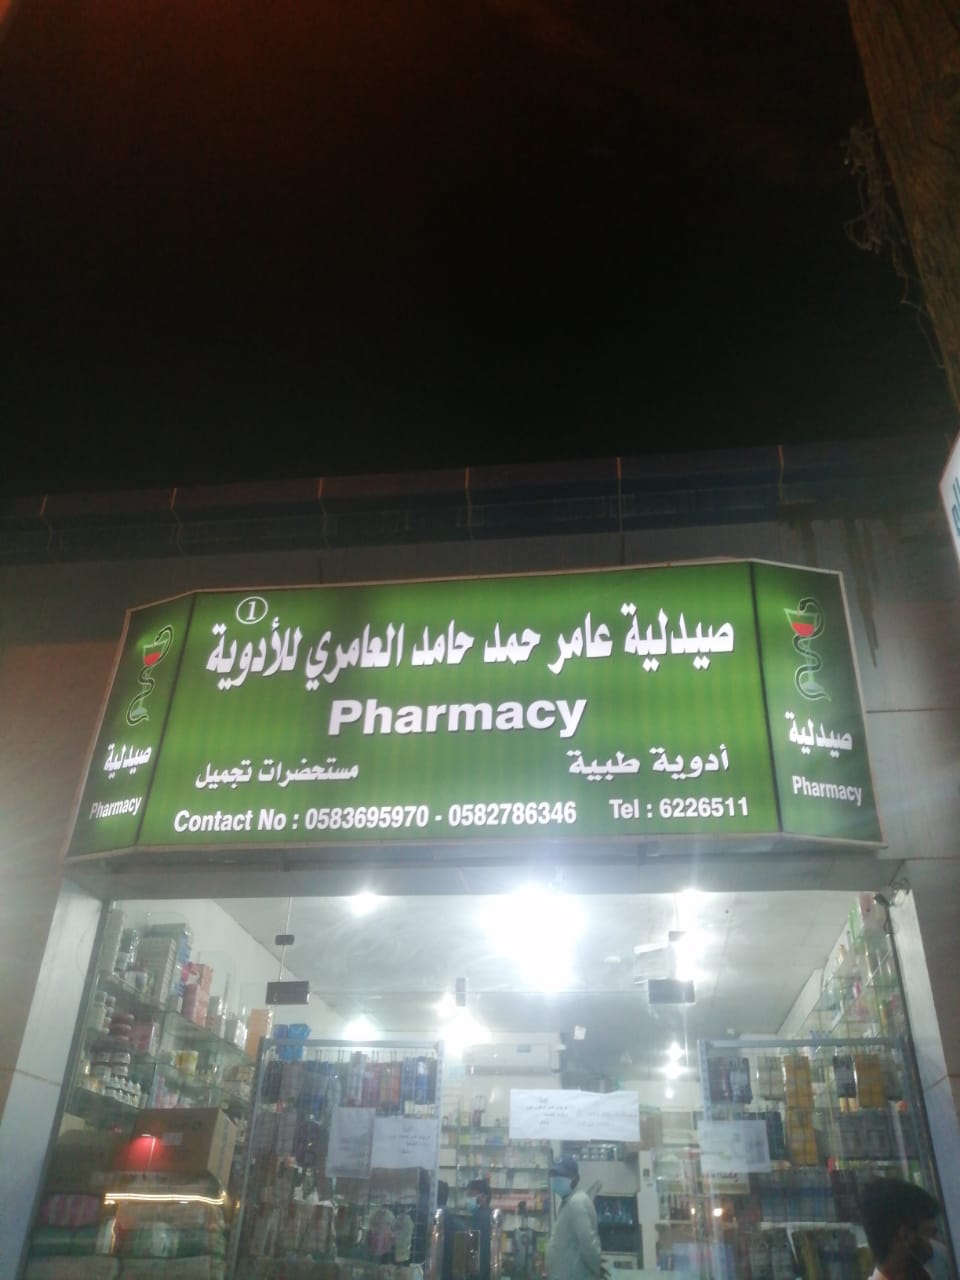 ①
صيدلية عامر حمد حامد العامري للأدوية
Pharmacy
أدوية طبية
مستحضرات تجميل
Contact No : 0583695970 - 0582786346
Tel : 6226511
صيدلية
Pharmacy
صيدلية
Pharmacy